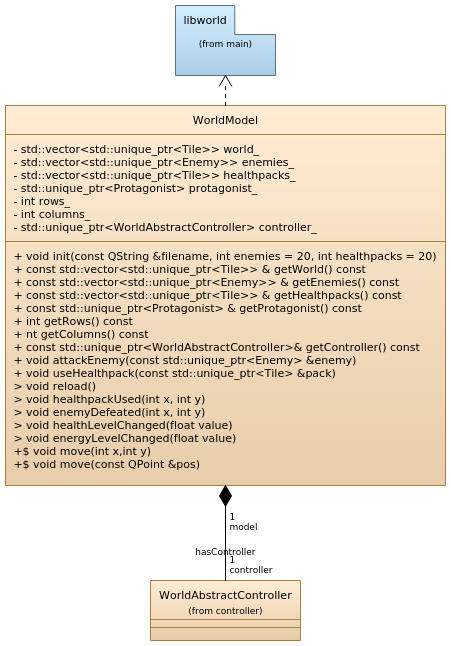 libworld
(from main)
WorldModel
- std::vector<std::unique_ptr<Tile>> world_
- std::vector<std::unique_ptr<Enemy>> enemies_
- std::vector<std::unique_ptr<Tile>> healthpacks_
- std::unique_ptr<Protagonist> protagonist_
- int rows_
- int columns_
- std::unique_ptr<WorldAbstractController> controller_
+ void init(const QString &filename, int enemies = 20, int healthpacks = 20)
+ const std::vector<std::unique_ptr<Tile>> & getWorld() const
+ const std::vector<std::unique_ptr<Enemy>> & getEnemies() const
+ const std::vector<std::unique_ptr<Tile>> & getHealthpacks() const
+ const std::unique_ptr<Protagonist> & getProtagonist() const
+ int getRows() const
+ nt getColumns() const
+ const std::unique_ptr<WorldAbstractController>& getController() const
+ void attackEnemy(const std::unique_ptr<Enemy> &enemy)
+ void useHealthpack(const std::unique_ptr<Tile> &pack)
> void reload()
> void healthpackUsed(int x, int y)
> void enemyDefeated(int x, int y)
> void healthLevelChanged(float value)
> void energyLevelChanged(float value)
+$ void move(int x,int y)
+$ void move(const QPoint &pos)
1
model
hasController
1
controller
WorldAbstractController
(from controller)